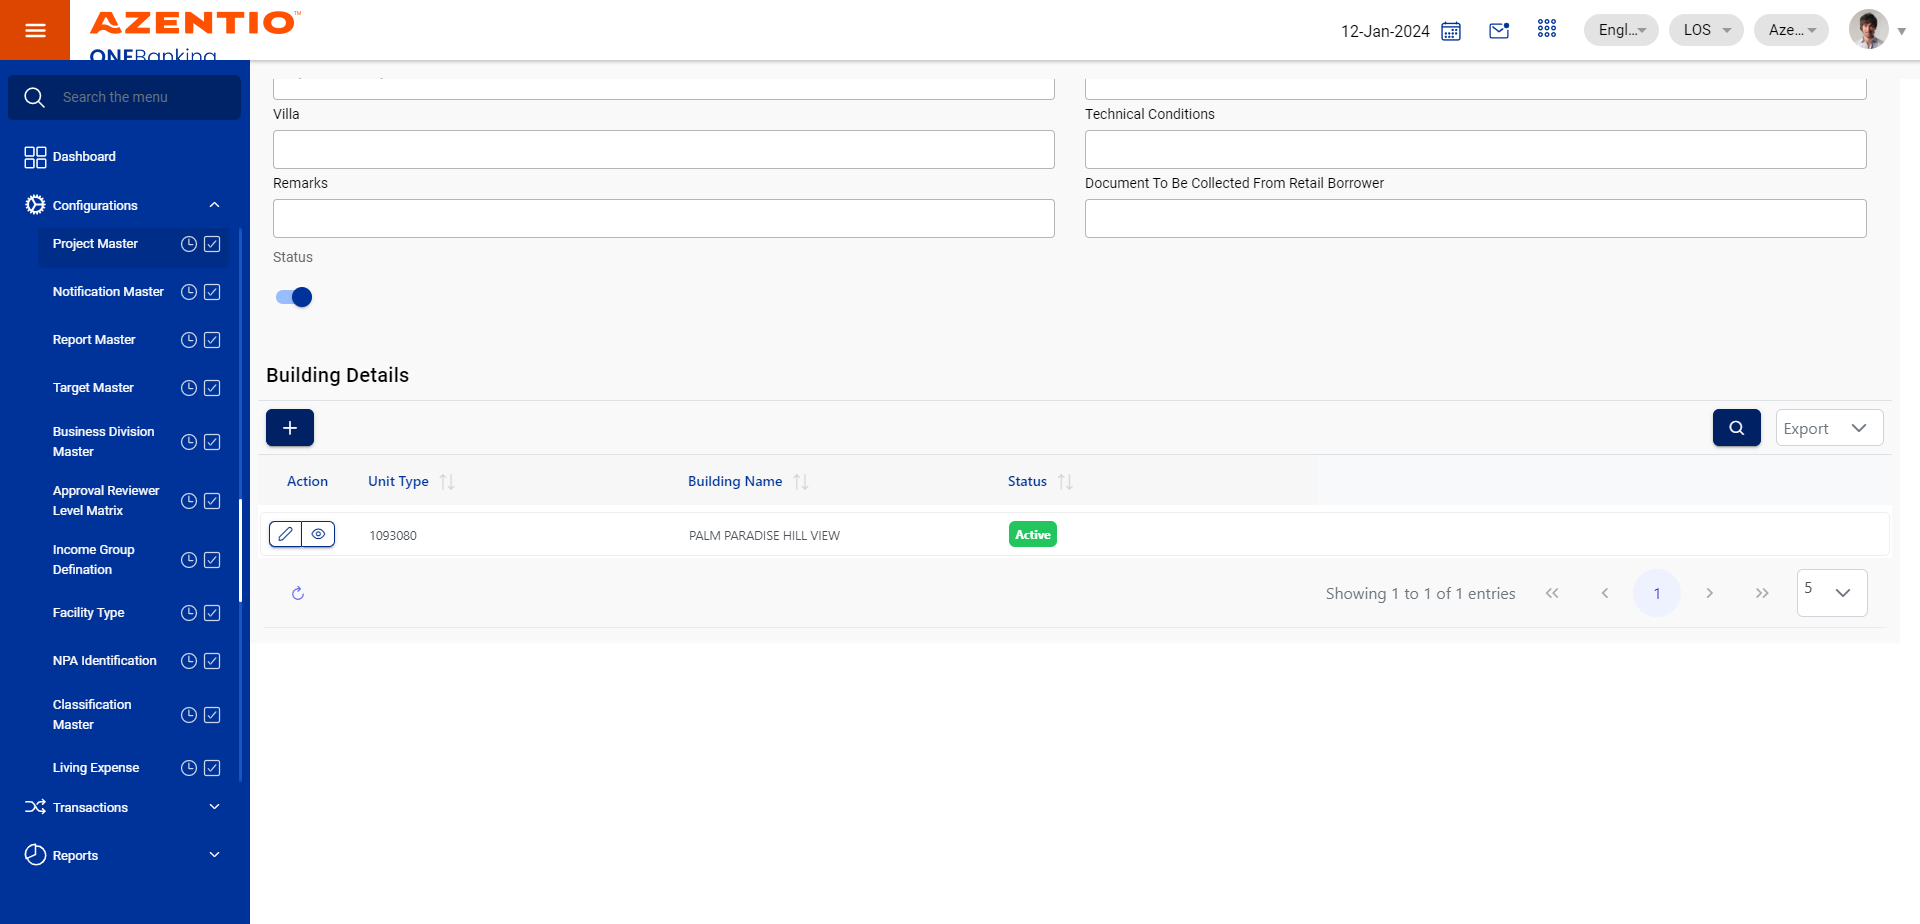 AZENTIO™
ONEBanking
12-Jan-2024
Engl...
LOS
Aze...
Search the menu
Dashboard
Configurations
Project Master
Notification Master
Report Master
Target Master
Business Division
Master
Approval Reviewer
Level Matrix
Income Group
Defination
Facility Type
NPA Identification
Classification
Master
Living Expense
Transactions
Reports
Villa
Technical Conditions
Remarks
Document To Be Collected From Retail Borrower
Status
Building Details
Export
Action
Unit Type
Building Name
Status
1093080
PALM PARADISE HILL VIEW
Active
Showing 1 to 1 of 1 entries
1
5